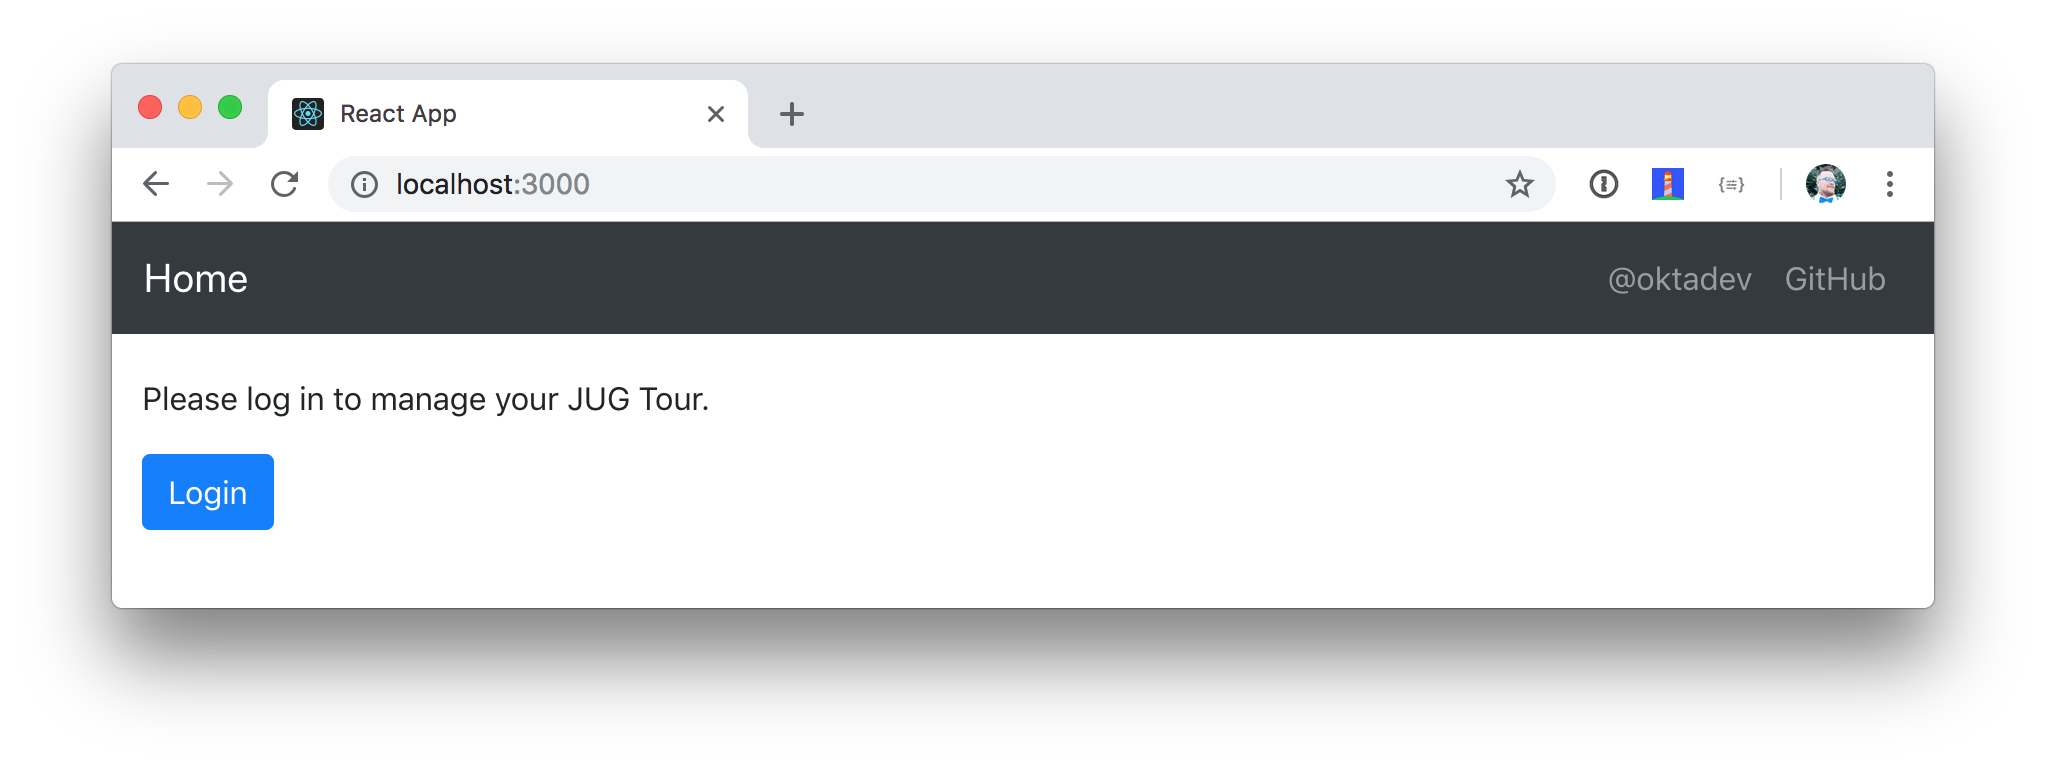 React App
localhost:3000
Home @oktadev GitHub
Please log in to manage your JUG Tour.
Login